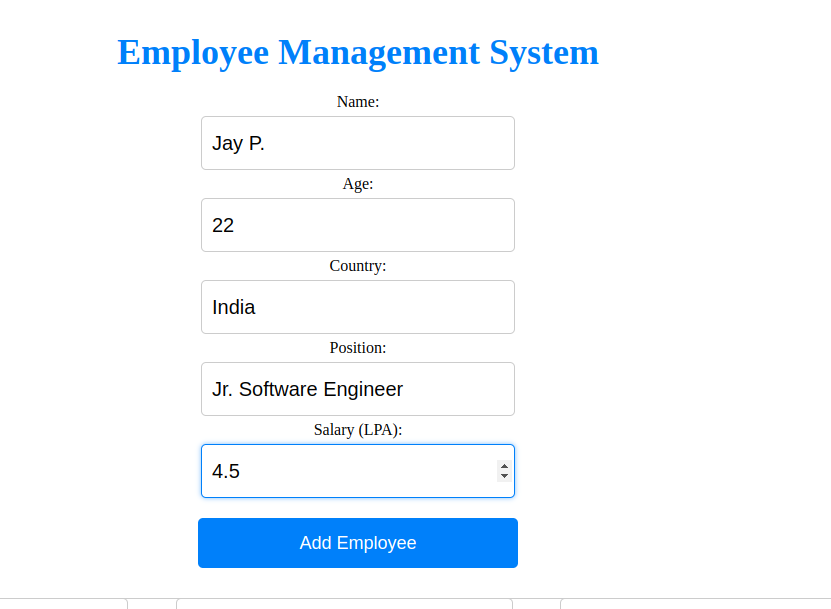 Employee Management System
Name:
Jay P.
Age:
22
Country:
India
Position:
Jr. Software Engineer
Salary (LPA):
4.5
Add Employee